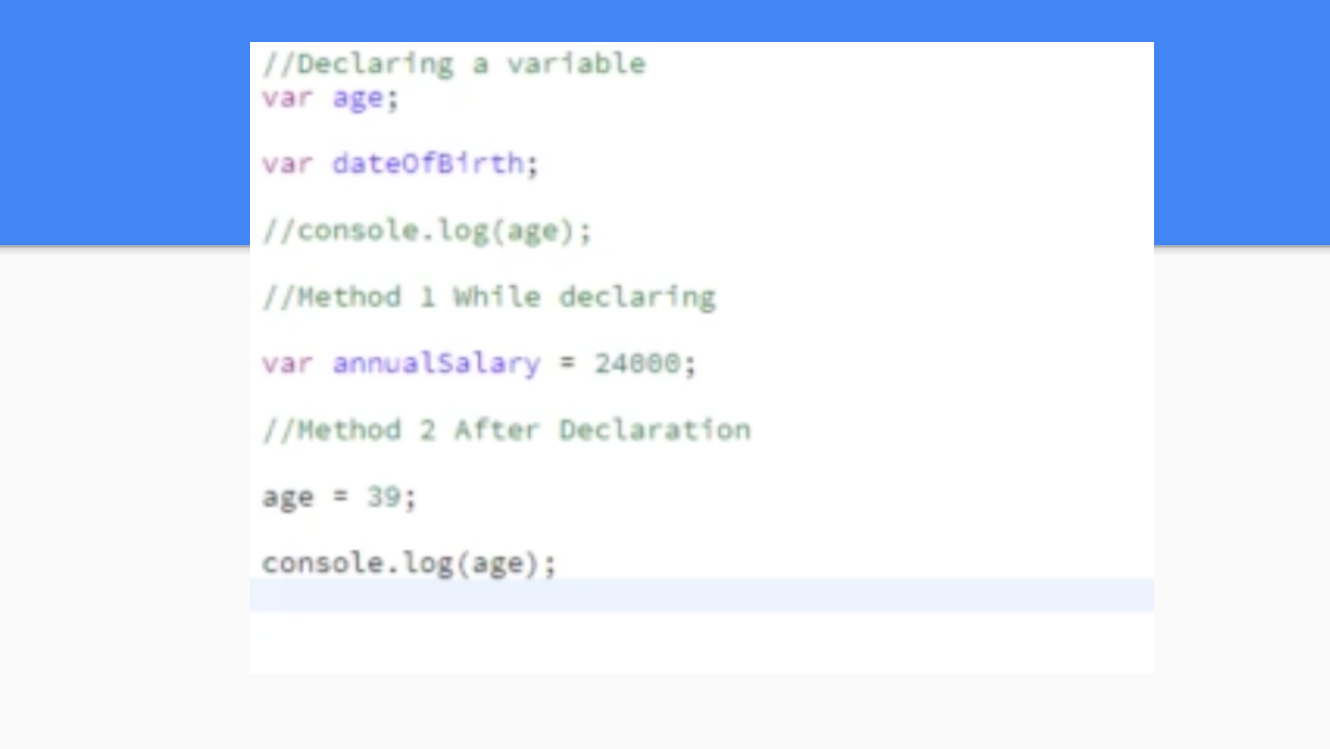 //Declaring a variable
var age;
var dateOfBirth;
//console.log(age);
//Method 1 While declaring
var annualSalary = 24000;
//Method 2 After Declaration
age = 39;
console.log(age);